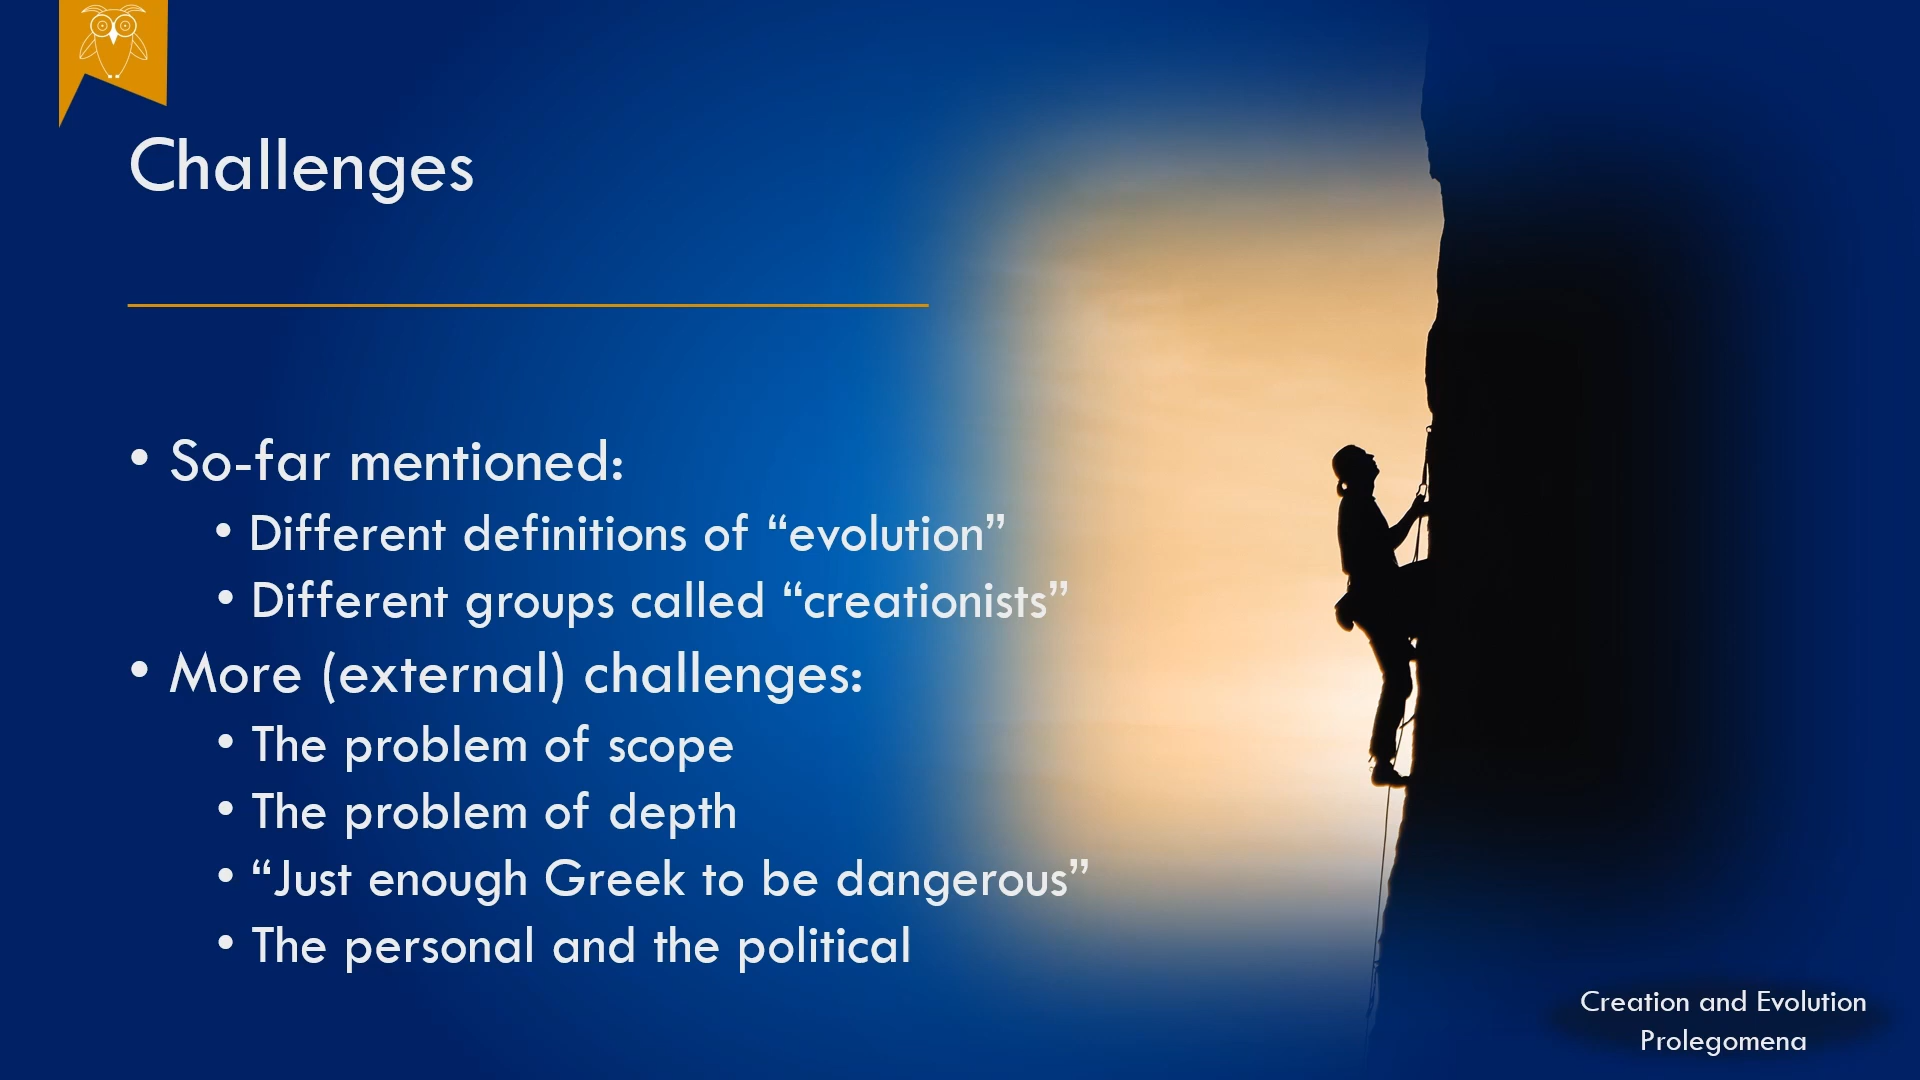 Challenges
• So-far mentioned:
• Different definitions of “evolution”
• Different groups called “creationists”
• More (external) challenges:
• The problem of scope
• The problem of depth
• “Just enough Greek to be dangerous”
• The personal and the political
Creation and Evolution
Prolegomena